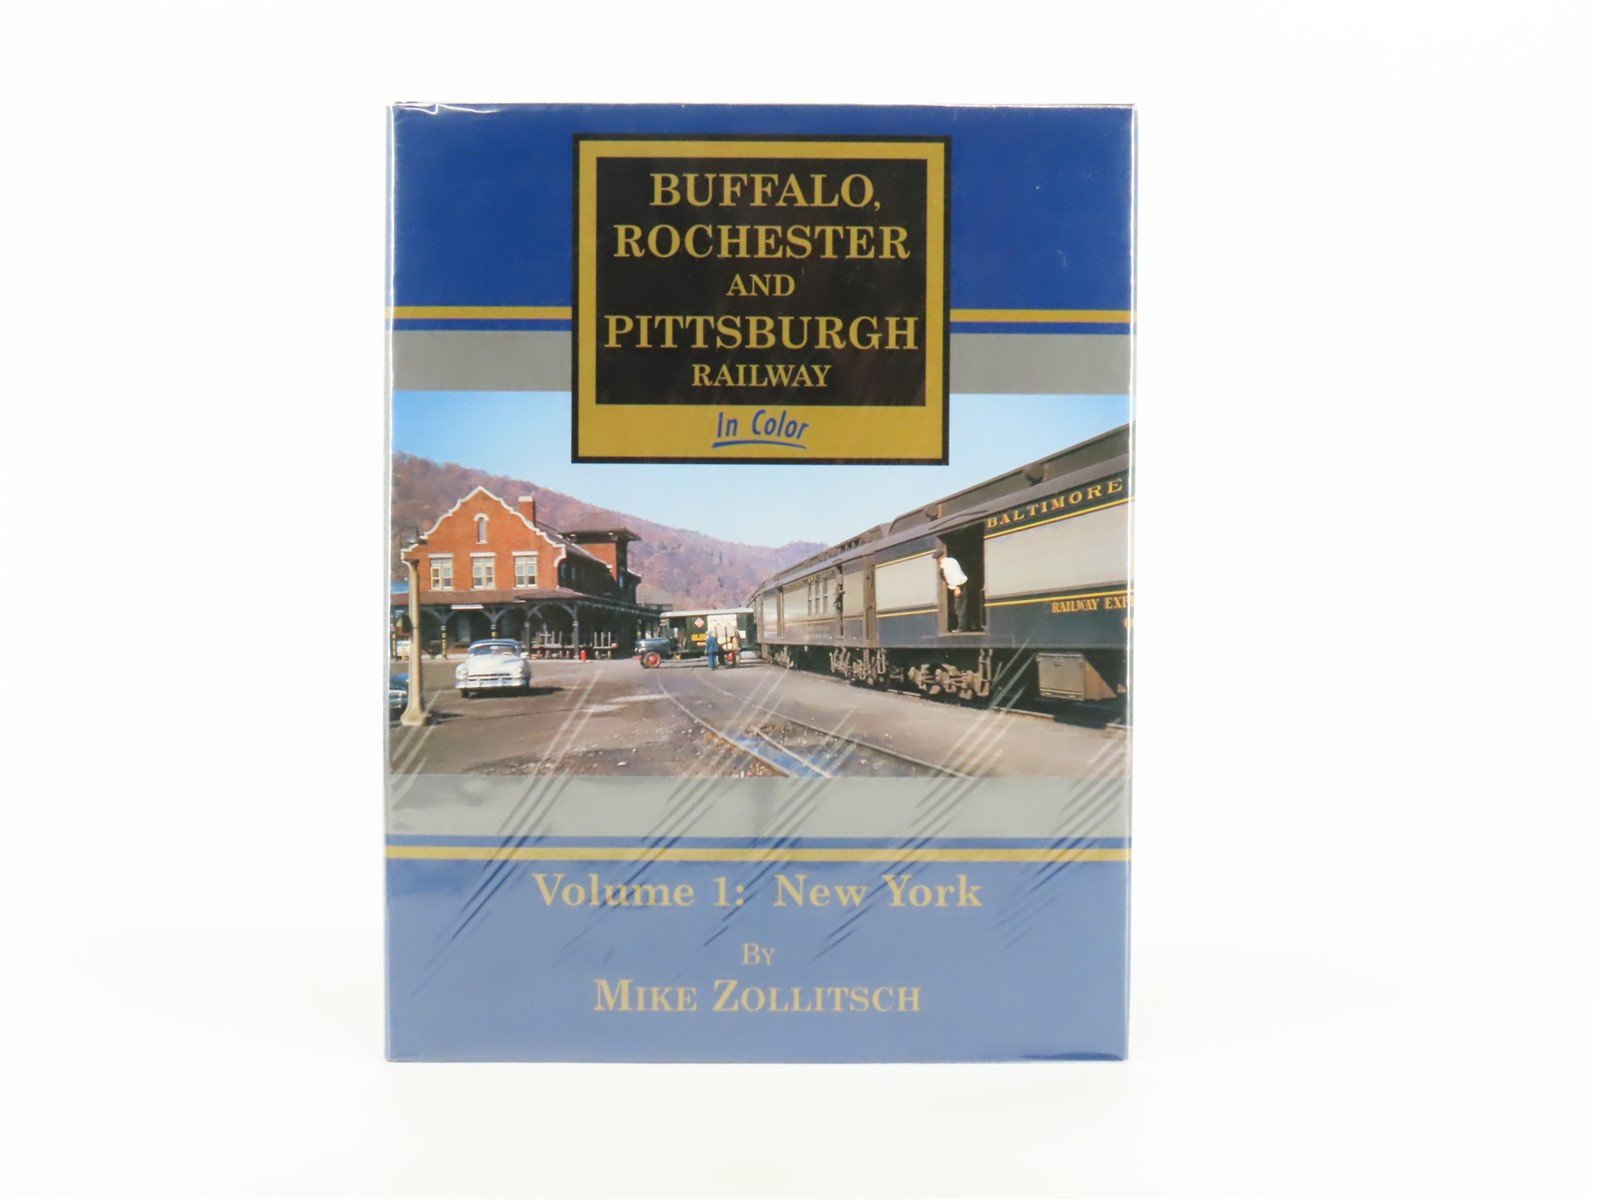 BUFFALO,
ROCHESTER
AND
PITTSBURGH
RAILWAY
In Color
BALTIMORE
RAILWAY EXP
Volume 1: New York
BY
MIKE ZOLLITSCH